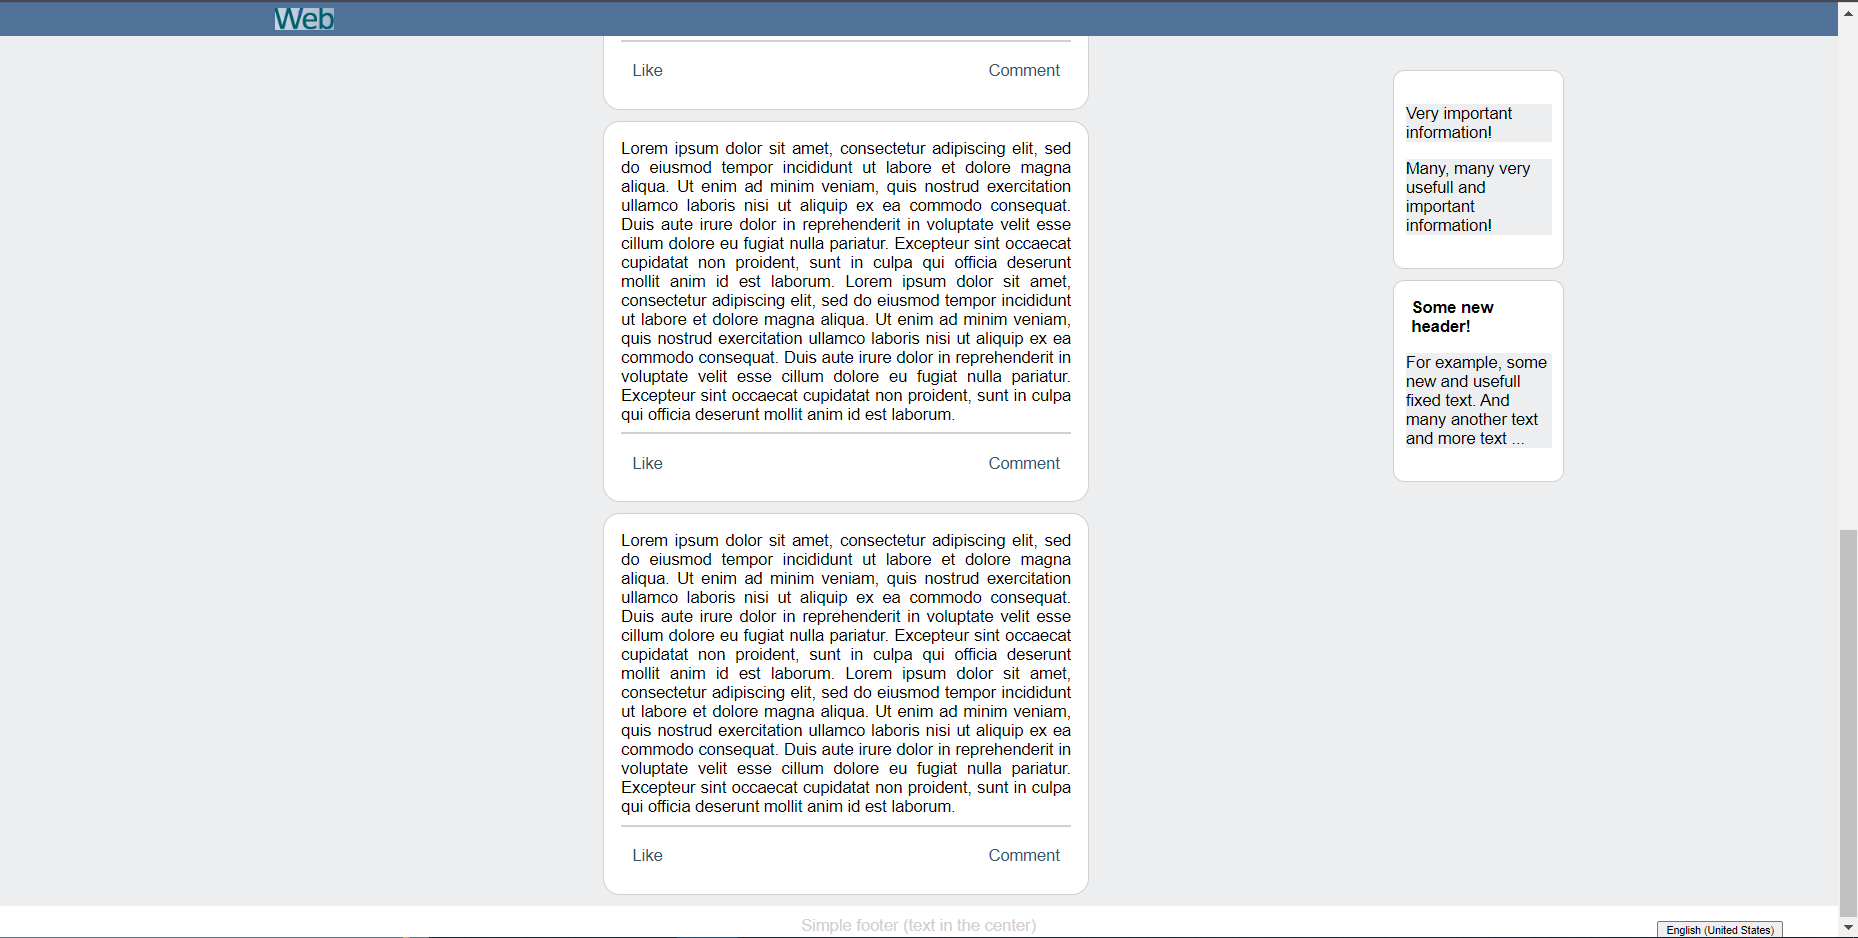 Web
Like
Comment
Lorem ipsum dolor sit amet, consectetur adipiscing elit, sed
do eiusmod tempor incididunt ut labore et dolore magna
aliqua. Ut enim ad minim veniam, quis nostrud exercitation
ullamco laboris nisi ut aliquip ex ea commodo consequat.
Duis aute irure dolor in reprehenderit in voluptate velit esse
cillum dolore eu fugiat nulla pariatur. Excepteur sint occaecat
cupidatat non proident, sunt in culpa qui officia deserunt
mollit anim id est laborum. Lorem ipsum dolor sit amet,
consectetur adipiscing elit, sed do eiusmod tempor incididunt
ut labore et dolore magna aliqua. Ut enim ad minim veniam,
quis nostrud exercitation ullamco laboris nisi ut aliquip ex ea
commodo consequat. Duis aute irure dolor in reprehenderit in
voluptate velit esse cillum dolore eu fugiat nulla pariatur.
Excepteur sint occaecat cupidatat non proident, sunt in culpa
qui officia deserunt mollit anim id est laborum.
Like
Comment
Lorem ipsum dolor sit amet, consectetur adipiscing elit, sed
do eiusmod tempor incididunt ut labore et dolore magna
aliqua. Ut enim ad minim veniam, quis nostrud exercitation
ullamco laboris nisi ut aliquip ex ea commodo consequat.
Duis aute irure dolor in reprehenderit in voluptate velit esse
cillum dolore eu fugiat nulla pariatur. Excepteur sint occaecat
cupidatat non proident, sunt in culpa qui officia deserunt
mollit anim id est laborum. Lorem ipsum dolor sit amet,
consectetur adipiscing elit, sed do eiusmod tempor incididunt
ut labore et dolore magna aliqua. Ut enim ad minim veniam,
quis nostrud exercitation ullamco laboris nisi ut aliquip ex ea
commodo consequat. Duis aute irure dolor in reprehenderit in
voluptate velit esse cillum dolore eu fugiat nulla pariatur.
Excepteur sint occaecat cupidatat non proident, sunt in culpa
qui officia deserunt mollit anim id est laborum.
Like
Comment
Very important
information!
Many, many very
usefull and
important
information!
Some new
header!
For example, some
new and usefull
fixed text. And
many another text
and more text ...
Simple footer (text in the center)
English (United States)